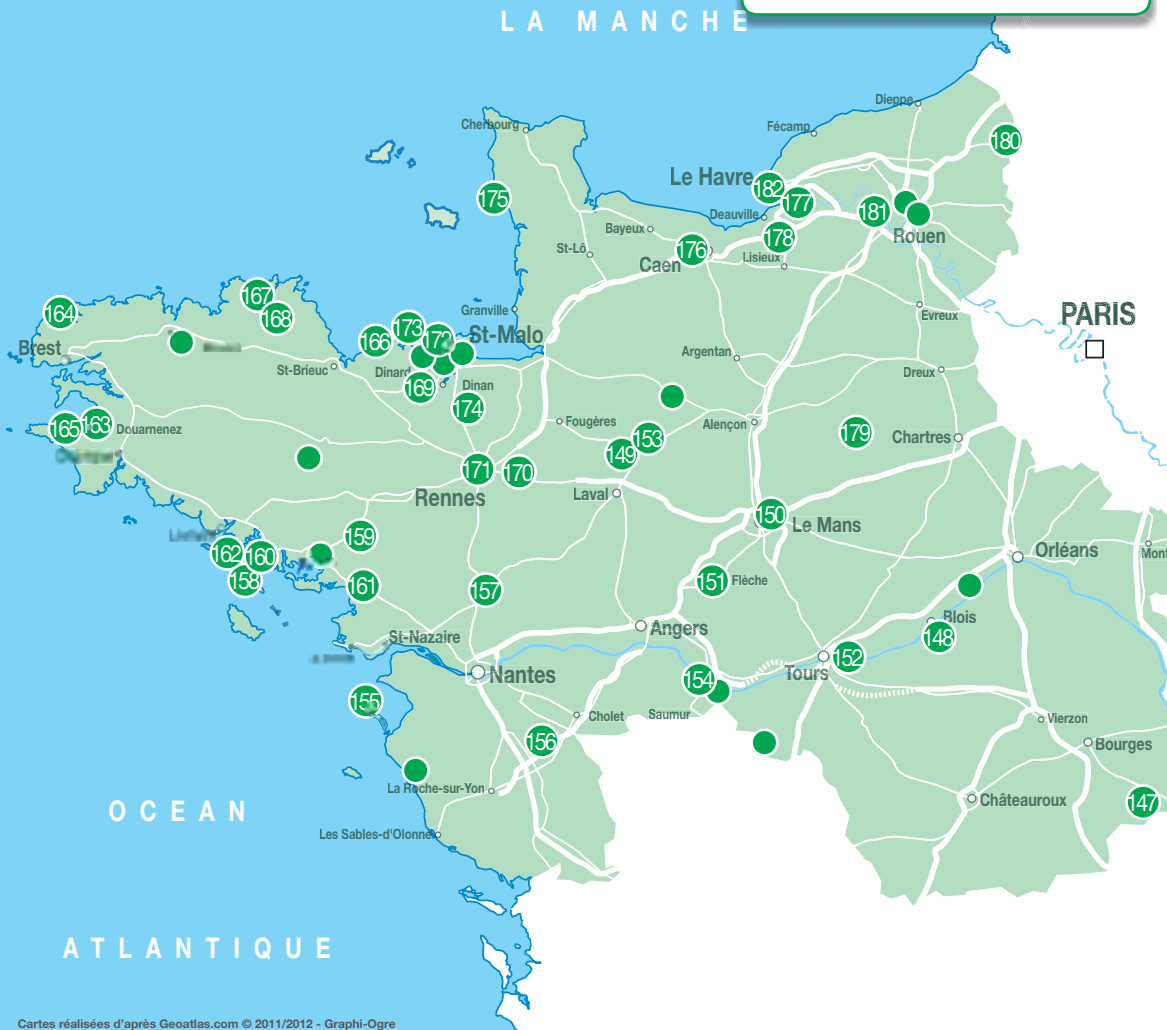 LA MANCHE
Dieppe
Cherbourg
Fécamp
180
Le Havre
182
175
177
181
Deauville
Bayeux
178
Rouen
St-Lô
176
Caen
Lisieux
167
164
168
Granville
Evreux
PARIS
173
172
St-Malo
166
Brest
Argentan
St-Brieuc
Dinard
Dreux
169
Dinan
174
165
163
Douarnenez
Fougères
Alençon
179
Chartres
153
149
171
170
Rennes
Laval
150
Le Mans
159
162
160
Orléans
Mont
158
161
157
151
Flèche
Blois
148
St-Nazaire
Angers
152
Tours
Nantes
154
155
Cholet
Saumur
Vierzon
156
Bourges
La Roche-sur-Yon
Châteauroux
147
OCEAN
Les Sables-d'Olonne
ATLANTIQUE
Cartes réalisées d'après Geoatlas.com © 2011/2012 - Graphi-Ogre